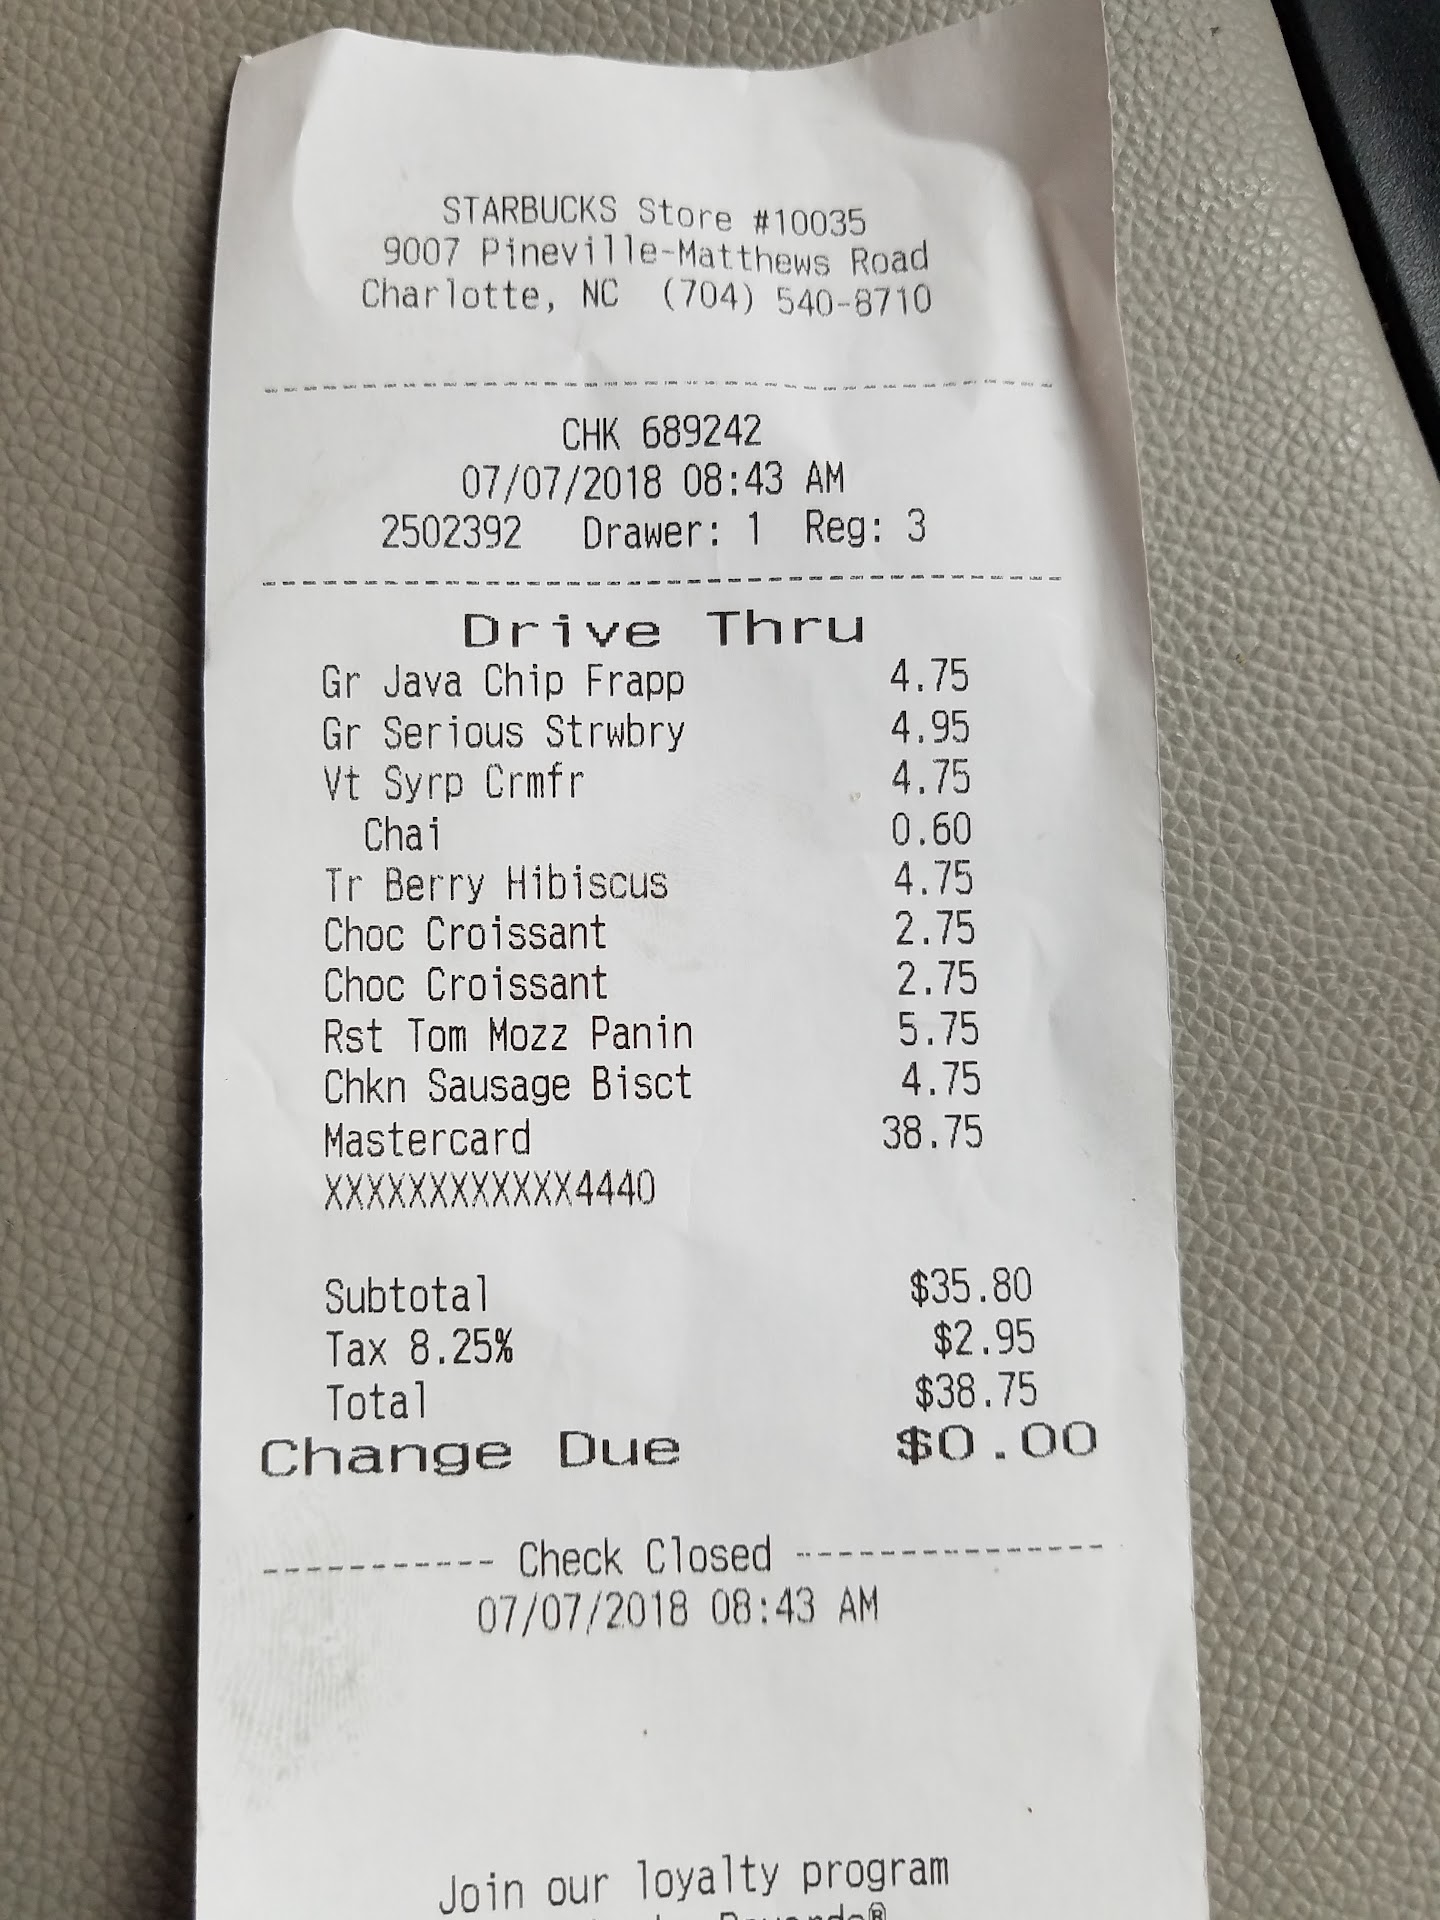 STARBUCKS Store #10035
9007 Pineville-Matthews Road
Charlotte, NC (704) 540-8710
CHK 689242
07/07/2018 08:43 AM
2502392 Drawer: 1 Reg: 3
Drive Thru
Gr Java Chip Frapp 4.75
Gr Serious Strwbry 4.95
Vt Syrp Crmfr 4.75
Chai 0.60
Tr Berry Hibiscus 4.75
Choc Croissant 2.75
Choc Croissant 2.75
Rst Tom Mozz Panin 5.75
Chkn Sausage Bisct 4.75
Mastercard 38.75
XXXXXXXXXXXX4440
Subtotal $35.80
Tax 8.25% $2.95
Total $38.75
Change Due $0.00
----------- Check Closed ----------------
07/07/2018 08:43 AM
Join our loyalty program